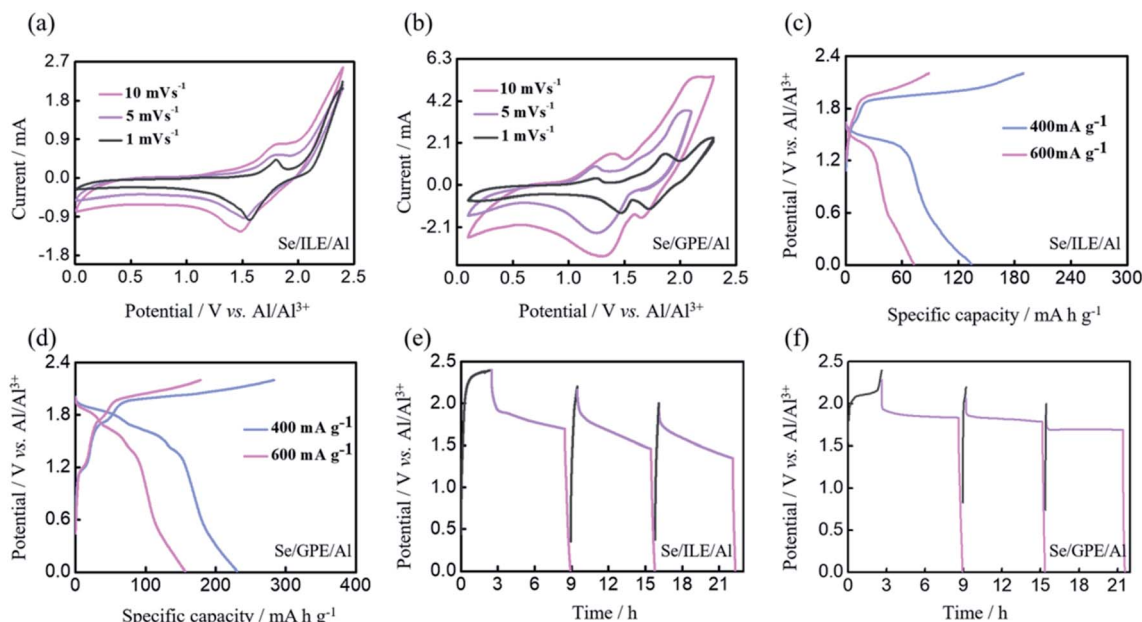 (a)
2.7
1.8
0.9
0.0
-0.9
-1.8
Current / mA
10 mVs⁻¹
5 mVs⁻¹
1 mVs⁻¹
Se/ILE/Al
0.0 0.5 1.0 1.5 2.0 2.5
Potential / V vs. Al/Al³⁺
(b)
6.3
4.2
2.1
0.0
-2.1
Current / mA
10 mVs⁻¹
5 mVs⁻¹
1 mVs⁻¹
Se/GPE/Al
0.0 0.5 1.0 1.5 2.0 2.5
Potential / V vs. Al/Al³⁺
(c)
2.4
1.8
1.2
0.6
0.0
Potential / V vs. Al/Al³⁺
400mA g⁻¹
600mA g⁻¹
Se/ILE/Al
0 60 120 180 240 300
Specific capacity / mA h g⁻¹
(d)
2.4
1.8
1.2
0.6
0.0
Potential / V vs. Al/Al³⁺
400 mA g⁻¹
600 mA g⁻¹
Se/GPE/Al
0 100 200 300 400
Specific capacity / mA h g⁻¹
(e)
2.5
2.0
1.5
1.0
0.5
0.0
Potential / V vs. Al/Al³⁺
Se/ILE/Al
0 3 6 9 12 15 18 21
Time / h
(f)
2.5
2.0
1.5
1.0
0.5
0.0
Potential / V vs. Al/Al³⁺
Se/GPE/Al
0 3 6 9 12 15 18 21
Time / h